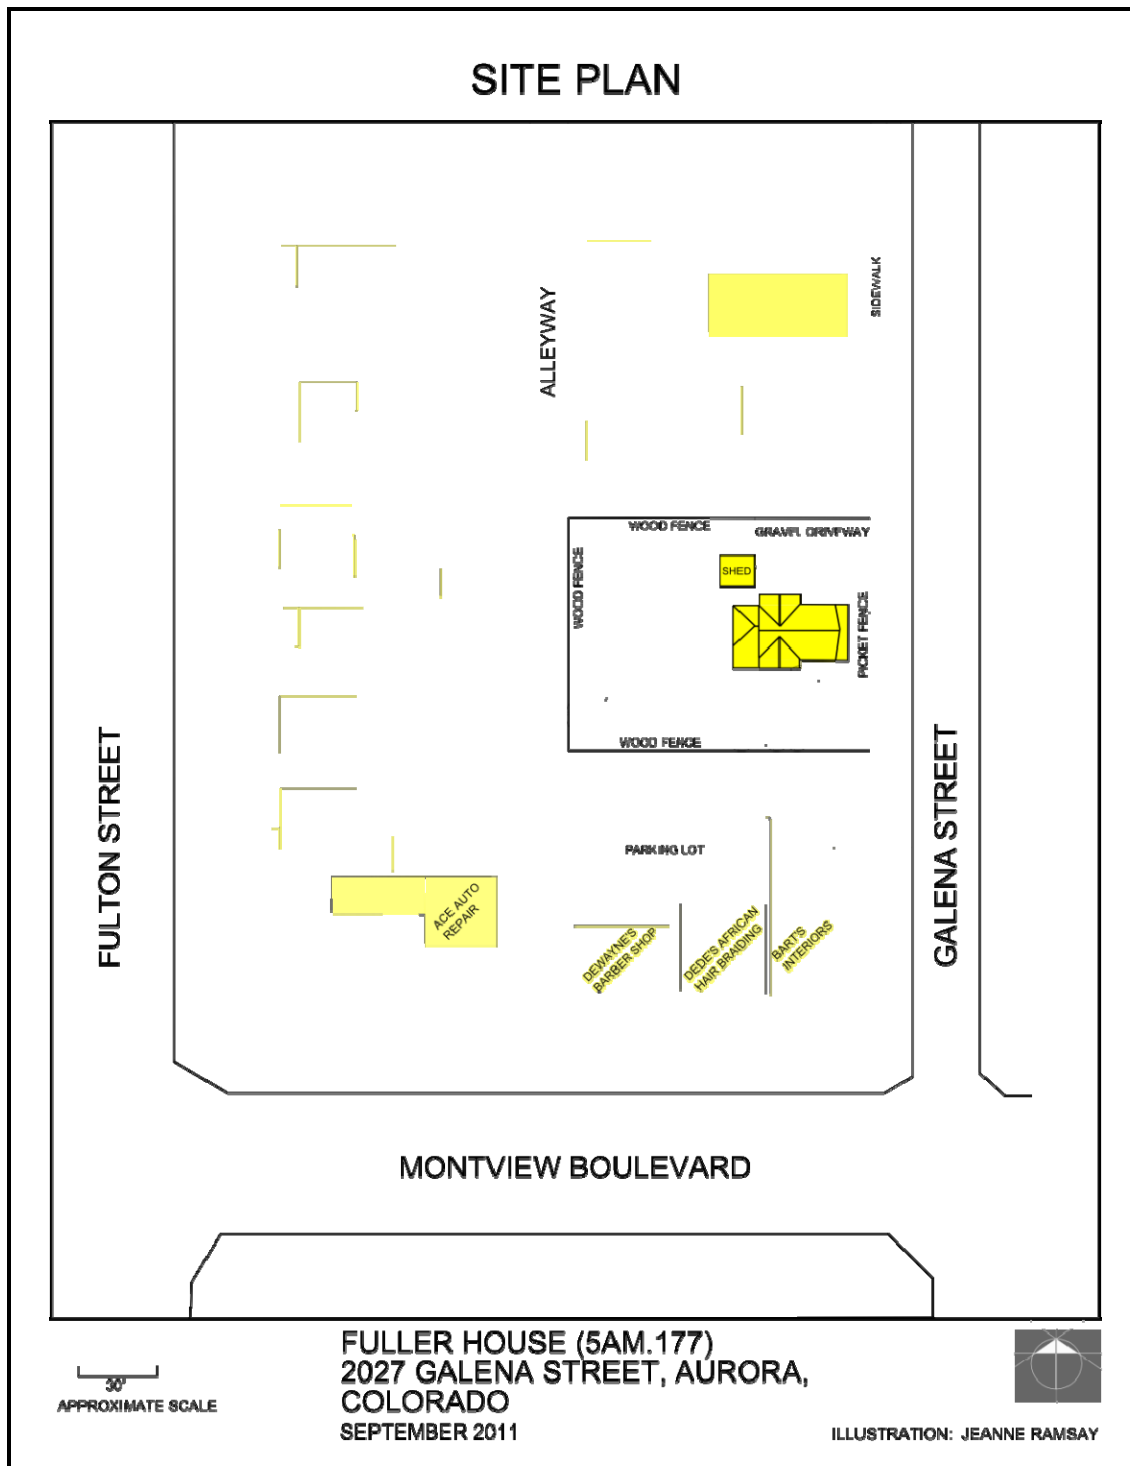 SITE PLAN
SIDEWALK
ALLEYWAY
WOOD FENCE
GRAVEL DRIVEWAY
WOOD FENCE
SHED
PICKET FENCE
WOOD FENCE
FULTON STREET
GALENA STREET
PARKING LOT
ACE AUTO
REPAIR
DEWAYNE'S
BARBER SHOP
DEDE'S AFRICAN
HAIR BRAIDING
BART'S
INTERIORS
MONTVIEW BOULEVARD
30'
APPROXIMATE SCALE
FULLER HOUSE (5AM.177)
2027 GALENA STREET, AURORA,
COLORADO
SEPTEMBER 2011
ILLUSTRATION: JEANNE RAMSAY